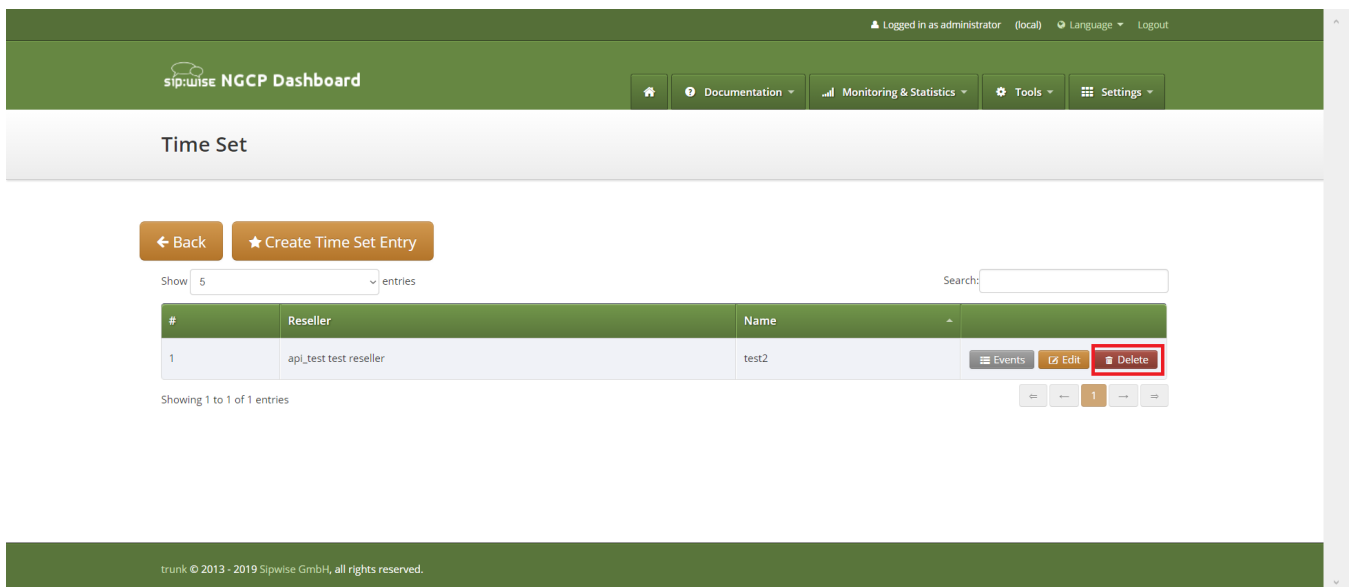 Logged in as administrator (local) Language Logout
sip:wise NGCP Dashboard
Documentation Monitoring & Statistics Tools Settings
Time Set
Back Create Time Set Entry
Show 5 entries Search:
# Reseller Name
1 api_test test reseller test2 Events Edit Delete
Showing 1 to 1 of 1 entries ⇐ ← 1 → ⇒
trunk © 2013 - 2019 Sipwise GmbH, all rights reserved.